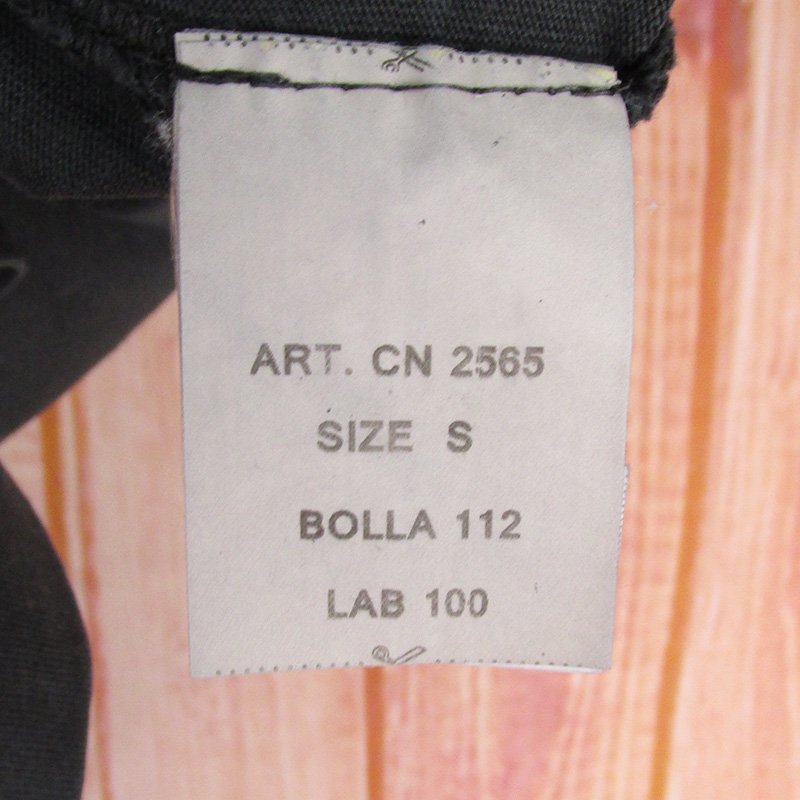 ART. CN 2565
SIZE S
BOLLA 112
LAB 100